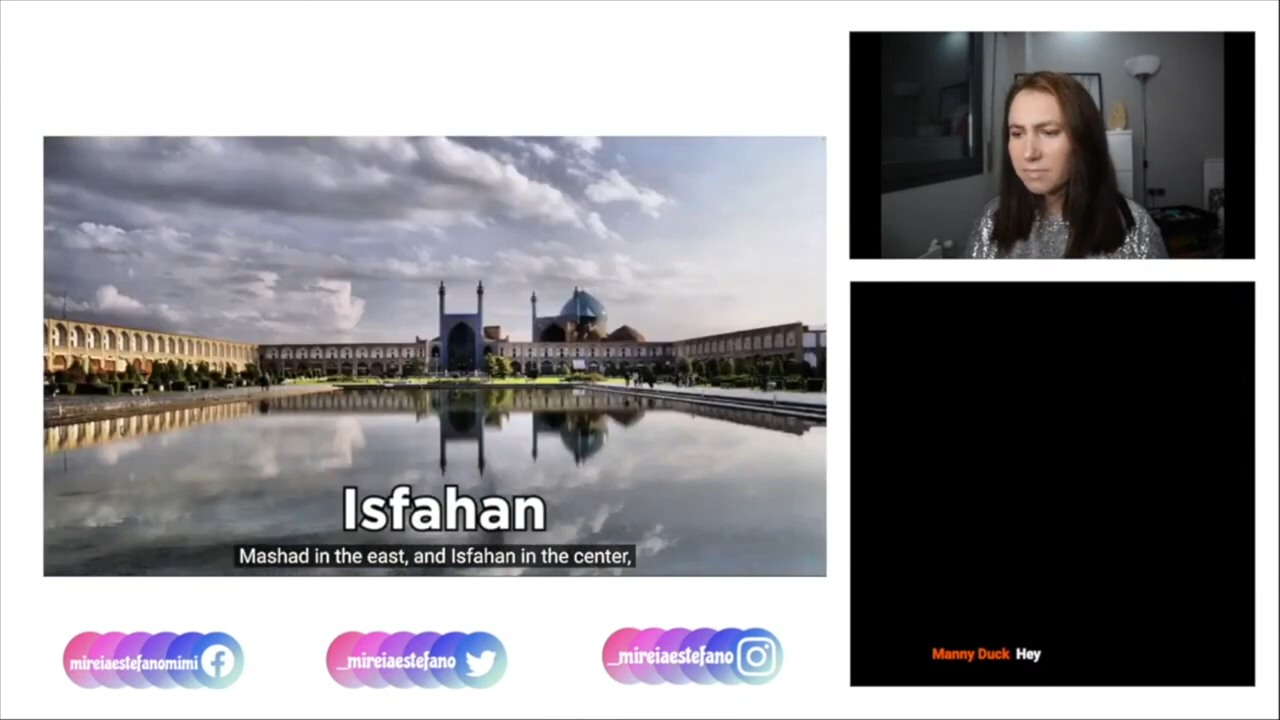 Isfahan
Mashad in the east, and Isfahan in the center,
Manny Duck Hey
mireiaestefanomimi
_mireiaestefano
_mireiaestefano